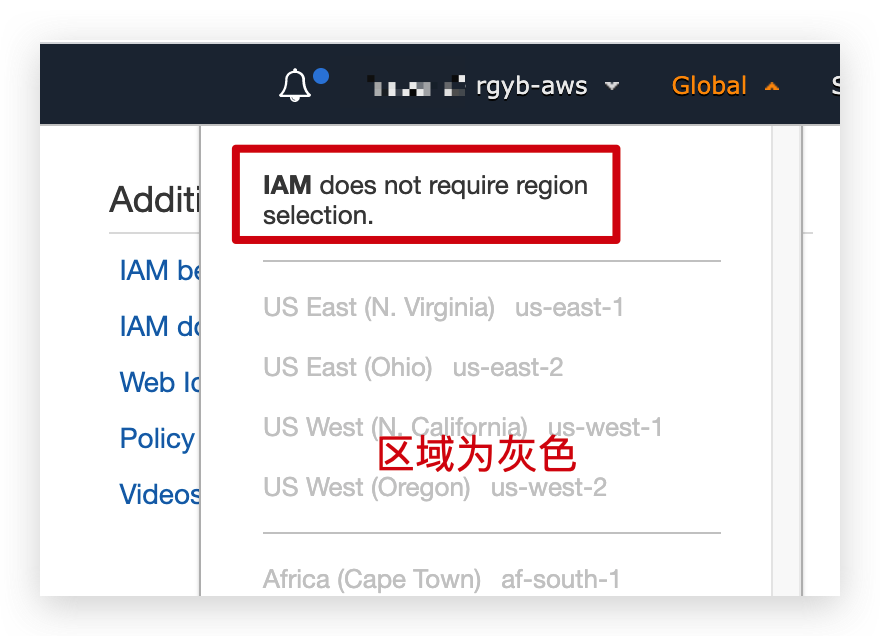 rgyb-aws
Global
IAM does not require region
selection.
Additi
IAM be
IAM do
Web Id
Policy
Videos
US East (N. Virginia) us-east-1
US East (Ohio) us-east-2
US West (N. California) us-west-1
区域为灰色
US West (Oregon) us-west-2
Africa (Cape Town) af-south-1